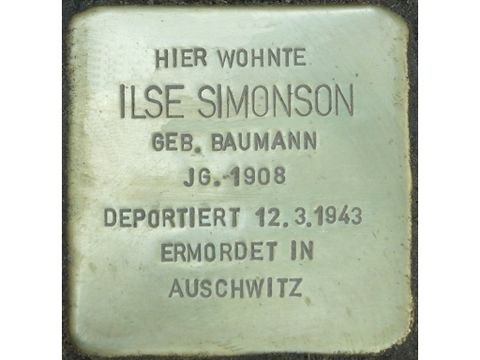 HIER WOHNTE
ILSE SIMONSON
GEB. BAUMANN
JG. 1908
DEPORTIERT 12.3.1943
ERMORDET IN
AUSCHWITZ